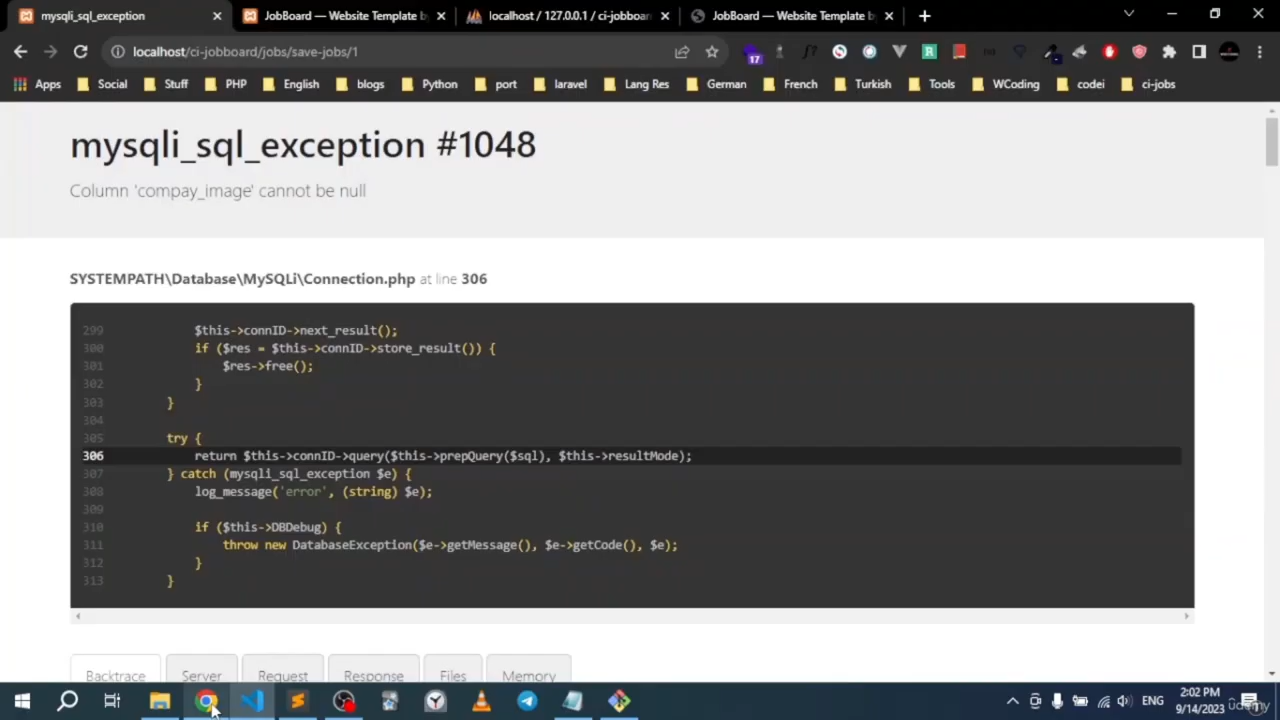 mysqli_sql_exception
JobBoard — Website Template by
localhost / 127.0.0.1 / ci-jobboar
JobBoard — Website Template by
localhost/ci-jobboard/jobs/save-jobs/1
17
Apps
Social
Stuff
PHP
English
blogs
Python
port
laravel
Lang Res
German
French
Turkish
Tools
WCoding
codei
ci-jobs
mysqli_sql_exception #1048
Column 'compay_image' cannot be null
SYSTEMPATH\Database\MySQLi\Connection.php at line 306
299 $this->connID->next_result();
300 if ($res = $this->connID->store_result()) {
301 $res->free();
302 }
303 }
304
305 try {
306 return $this->connID->query($this->prepQuery($sql), $this->resultMode);
307 } catch (mysqli_sql_exception $e) {
308 log_message('error', (string) $e);
309
310 if ($this->DBDebug) {
311 throw new DatabaseException($e->getMessage(), $e->getCode(), $e);
312 }
313 }
Backtrace
Server
Request
Response
Files
Memory
ENG
2:02 PM
9/14/2023
udemy